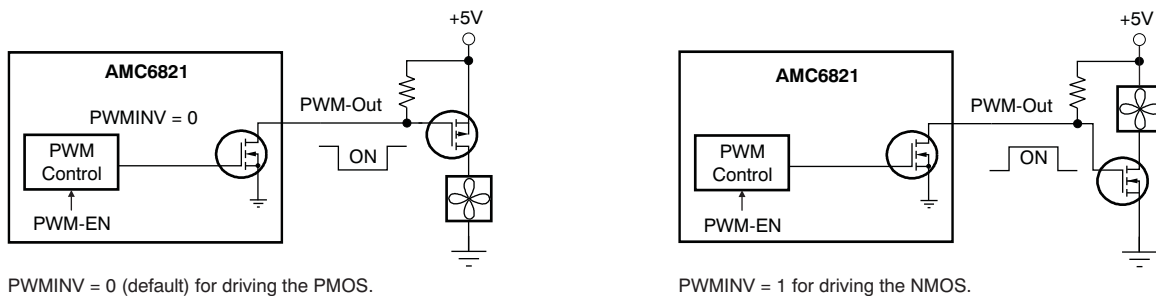 +5V
AMC6821
PWMINV = 0
PWM-Out
PWM
Control
ON
PWM-EN
PWMINV = 0 (default) for driving the PMOS.
+5V
AMC6821
PWM-Out
PWM
Control
ON
PWM-EN
PWMINV = 1 for driving the NMOS.